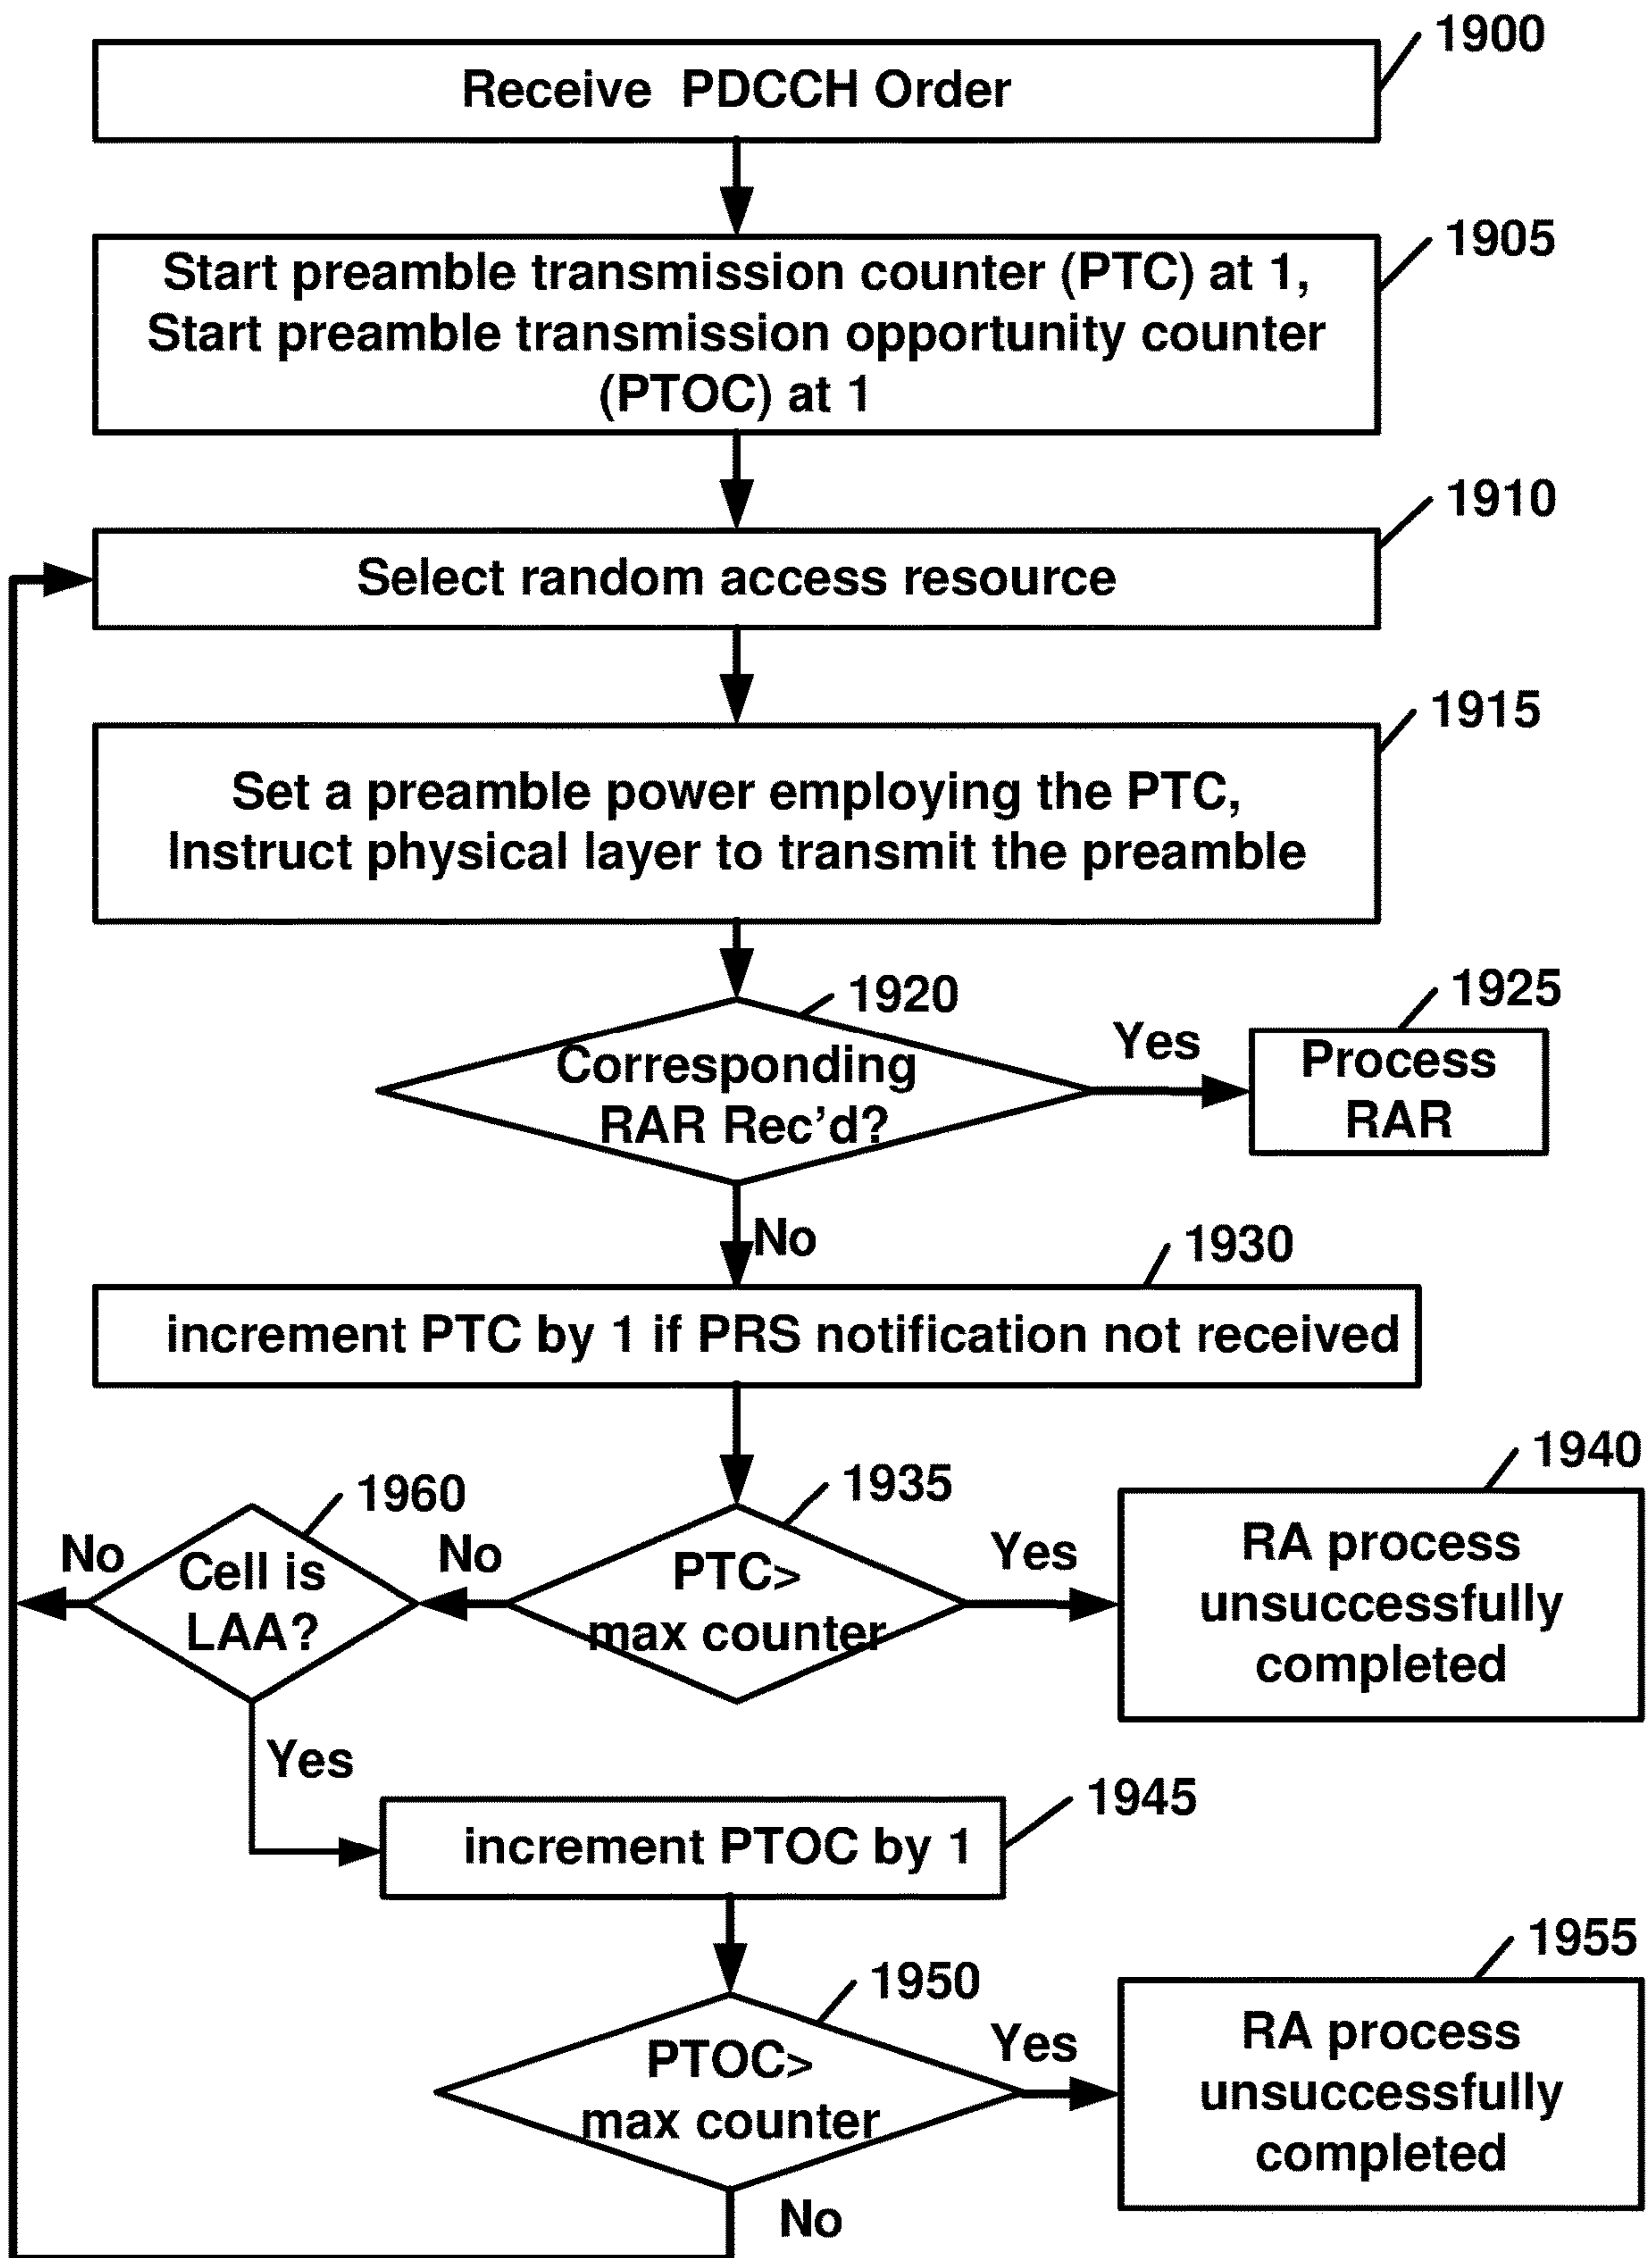 1900
Receive PDCCH Order
1905
Start preamble transmission counter (PTC) at 1,
Start preamble transmission opportunity counter
(PTOC) at 1
1910
Select random access resource
1915
Set a preamble power employing the PTC,
Instruct physical layer to transmit the preamble
1920
Corresponding
RAR Rec'd?
Yes
1925
Process
RAR
No
1930
increment PTC by 1 if PRS notification not received
1935
PTC>
max counter
Yes
1940
RA process
unsuccessfully
completed
No
1960
Cell is
LAA?
No
Yes
1945
increment PTOC by 1
1950
PTOC>
max counter
Yes
1955
RA process
unsuccessfully
completed
No